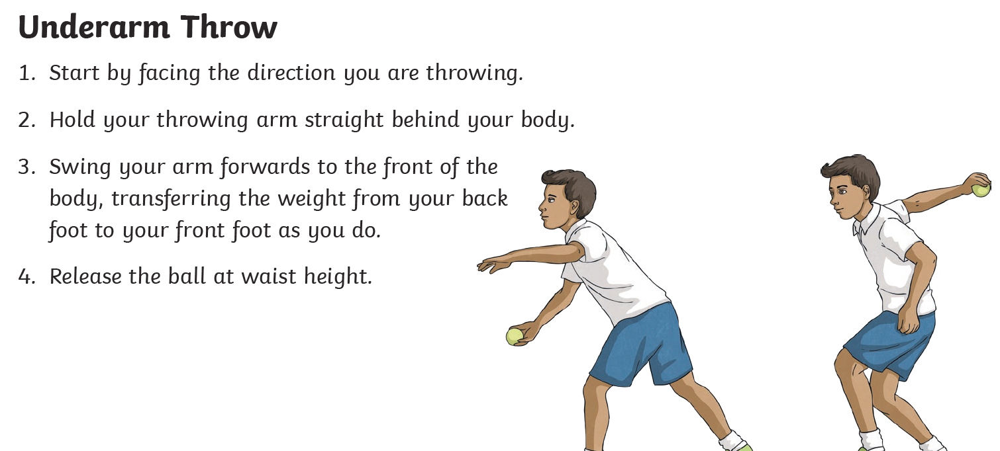 Underarm Throw
1. Start by facing the direction you are throwing.
2. Hold your throwing arm straight behind your body.
3. Swing your arm forwards to the front of the
body, transferring the weight from your back
foot to your front foot as you do.
4. Release the ball at waist height.